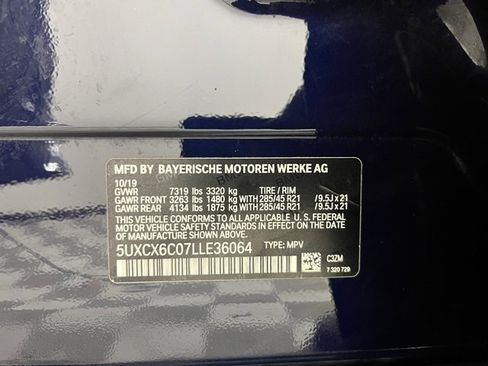 MFD BY BAYERISCHE MOTOREN WERKE AG
10/19
GVWR 7319 lbs 3320 kg TIRE / RIM
GAWR FRONT 3263 lbs 1480 kg WITH 285/45 R21 / 9.5J x 21
GAWR REAR 4134 lbs 1875 kg WITH 285/45 R21 / 9.5J x 21
THIS VEHICLE CONFORMS TO ALL APPLICABLE U.S. FEDERAL
MOTOR VEHICLE SAFETY STANDARDS IN EFFECT ON THE
DATE OF MANUFACTURE SHOWN ABOVE.
5UXCX6C07LLE36064 TYPE: MPV
C3ZM
7 320 729